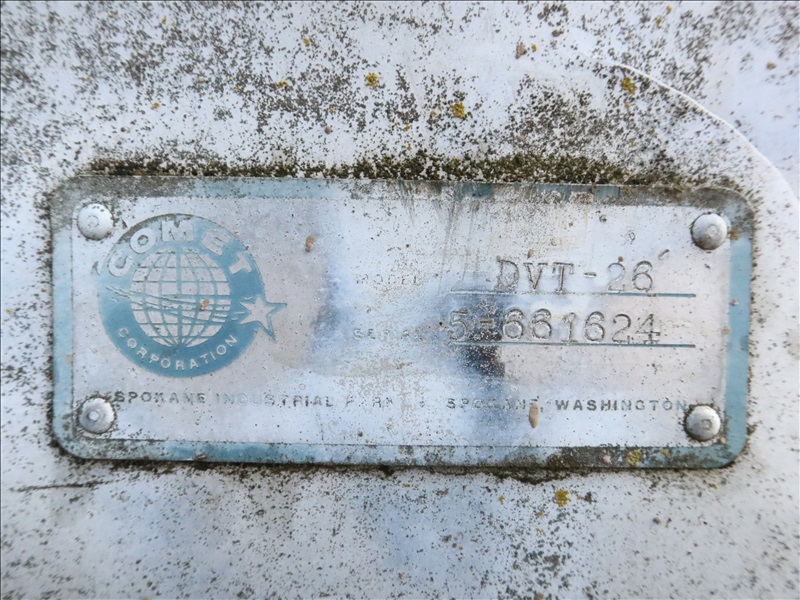 COMET
CORPORATION
MODEL DVT-26
SERIAL 5-661624
SPOKANE INDUSTRIAL PARK SPOKANE, WASHINGTON